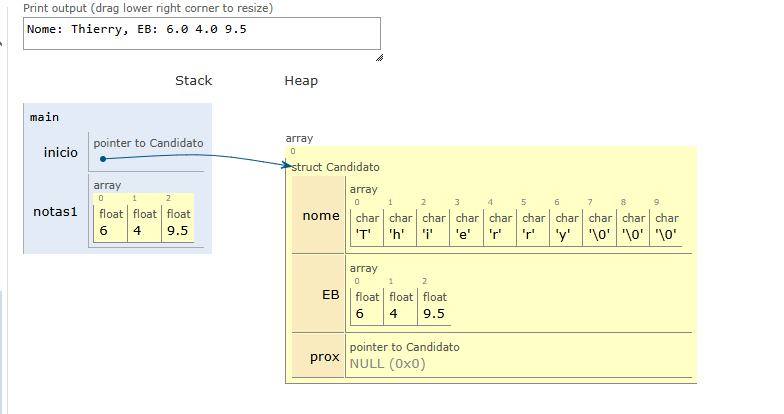 Print output (drag lower right corner to resize)
Nome: Thierry, EB: 6.0 4.0 9.5
Stack Heap
main
inicio
pointer to Candidato
notas1
array
0 1 2
float float float
6 4 9.5
array
0
struct Candidato
nome
array
0 1 2 3 4 5 6 7 8 9
char char char char char char char char char char
'T' 'h' 'i' 'e' 'r' 'r' 'y' '\0' '\0' '\0'
EB
array
0 1 2
float float float
6 4 9.5
prox
pointer to Candidato
NULL (0x0)